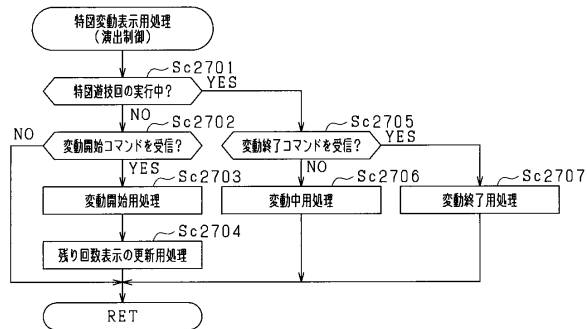 特図変動表示用処理
(演出制御)
Sc2701
特図遊技回の実行中?
YES
NO
Sc2702
変動開始コマンドを受信?
NO
YES
Sc2705
変動終了コマンドを受信?
YES
NO
Sc2703
変動開始用処理
Sc2706
変動中用処理
Sc2707
変動終了用処理
Sc2704
残り回数表示の更新用処理
RET